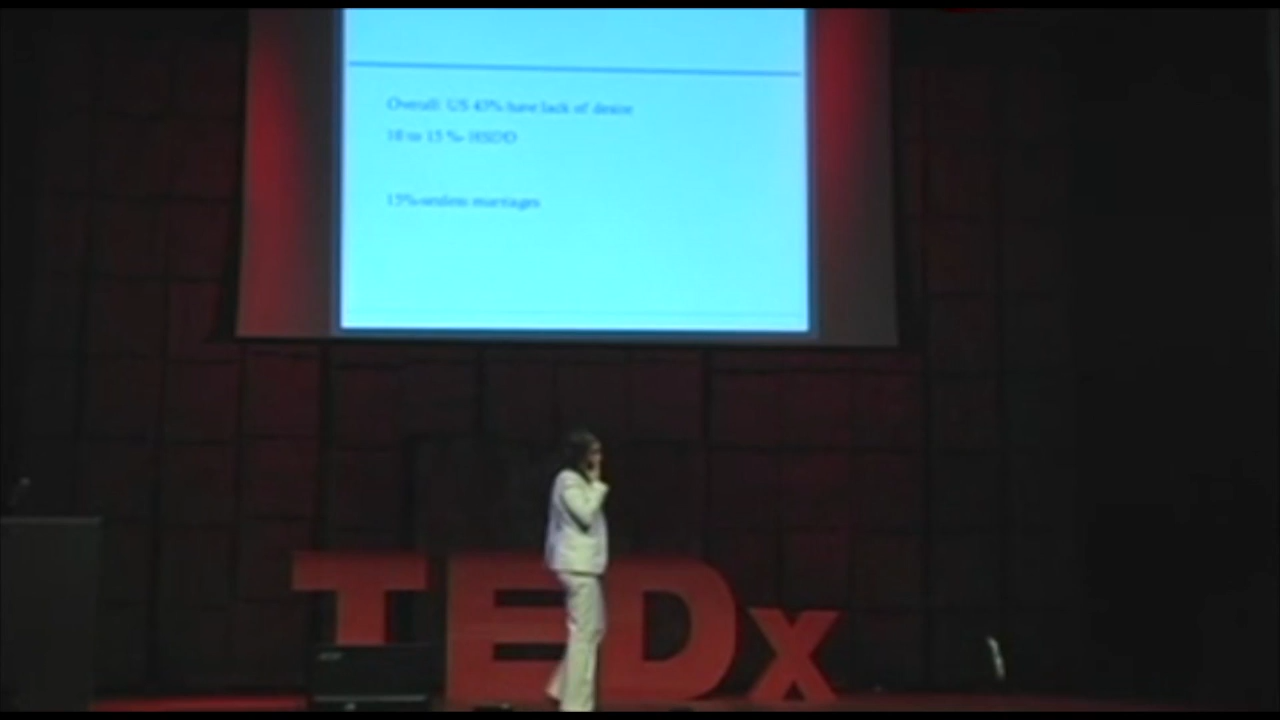 Overall: US 43% have lack of desire
10 to 15 %- HSDD
15%-sexless marriages
TEDx